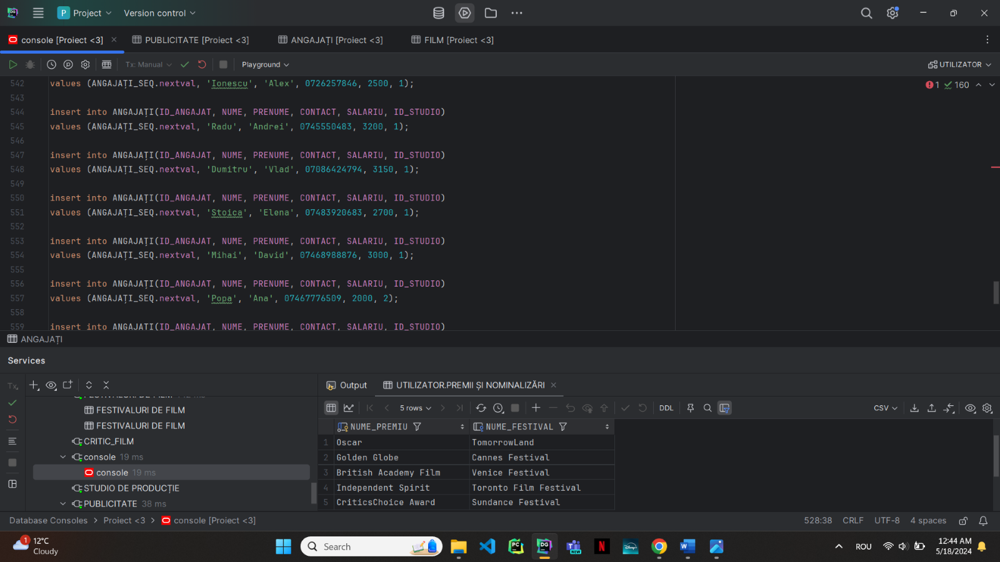 P Project Version control
console [Proiect <3] PUBLICITATE [Proiect <3] ANGAJAȚI [Proiect <3] FILM [Proiect <3]
Tx: Manual Playground UTILIZATOR
1 160
542 values (ANGAJAȚI_SEQ.nextval, 'Ionescu', 'Alex', 0726257846, 2500, 1);
543
544 insert into ANGAJAȚI(ID_ANGAJAT, NUME, PRENUME, CONTACT, SALARIU, ID_STUDIO)
545 values (ANGAJAȚI_SEQ.nextval, 'Radu', 'Andrei', 0745550483, 3200, 1);
546
547 insert into ANGAJAȚI(ID_ANGAJAT, NUME, PRENUME, CONTACT, SALARIU, ID_STUDIO)
548 values (ANGAJAȚI_SEQ.nextval, 'Dumitru', 'Vlad', 07086424794, 3150, 1);
549
550 insert into ANGAJAȚI(ID_ANGAJAT, NUME, PRENUME, CONTACT, SALARIU, ID_STUDIO)
551 values (ANGAJAȚI_SEQ.nextval, 'Stoica', 'Elena', 07483920683, 2700, 1);
552
553 insert into ANGAJAȚI(ID_ANGAJAT, NUME, PRENUME, CONTACT, SALARIU, ID_STUDIO)
554 values (ANGAJAȚI_SEQ.nextval, 'Mihai', 'David', 07468988876, 3000, 1);
555
556 insert into ANGAJAȚI(ID_ANGAJAT, NUME, PRENUME, CONTACT, SALARIU, ID_STUDIO)
557 values (ANGAJAȚI_SEQ.nextval, 'Popa', 'Ana', 07467776509, 2000, 2);
558
559 insert into ANGAJAȚI(ID_ANGAJAT, NUME, PRENUME, CONTACT, SALARIU, ID_STUDIO)
ANGAJAȚI
Services
Tx
FESTIVALURI DE FILM
FESTIVALURI DE FILM
FESTIVALURI DE FILM
CRITIC_FILM
console 19 ms
console 19 ms
STUDIO DE PRODUCȚIE
PUBLICITATE 38 ms
Output UTILIZATOR.PREMII ȘI NOMINALIZĂRI
5 rows DDL CSV
NUME_PREMIU NUME_FESTIVAL
1 Oscar TomorrowLand
2 Golden Globe Cannes Festival
3 British Academy Film Venice Festival
4 Independent Spirit Toronto Film Festival
5 CriticsChoice Award Sundance Festival
Database Consoles > Proiect <3 > console [Proiect <3] 528:38 CRLF UTF-8 4 spaces
1 12°C
Cloudy
Search
PC DG NEW N Disney+ W
ROU
12:44 AM
5/18/2024